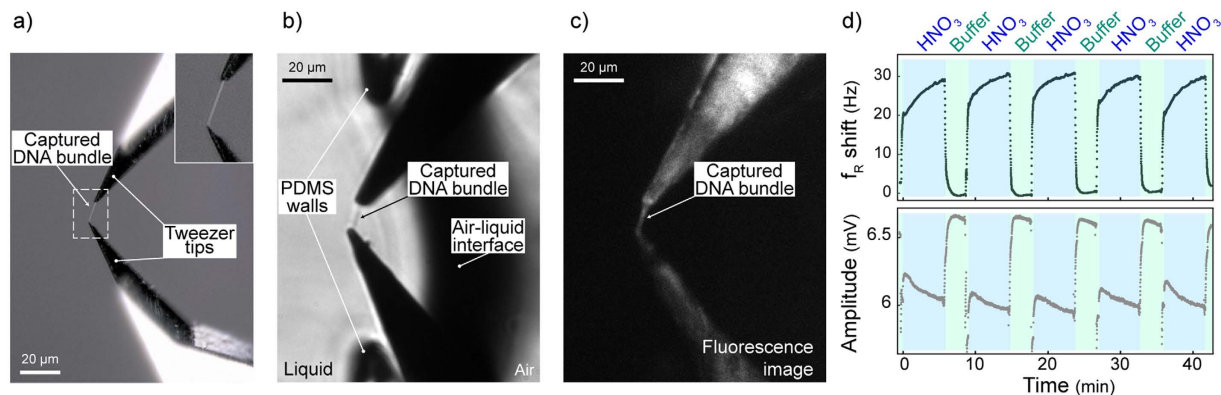 a)
Captured
DNA bundle
Tweezer
tips
20 µm
b)
20 µm
Captured
DNA bundle
PDMS
walls
Air-liquid
interface
Liquid
Air
c)
20 µm
Captured
DNA bundle
Fluorescence
image
d)
HNO₃ Buffer HNO₃ Buffer HNO₃ Buffer HNO₃ Buffer HNO₃
f_R shift (Hz)
30
20
10
0
Amplitude (mV)
6.5
6
0 10 20 30 40
Time (min)